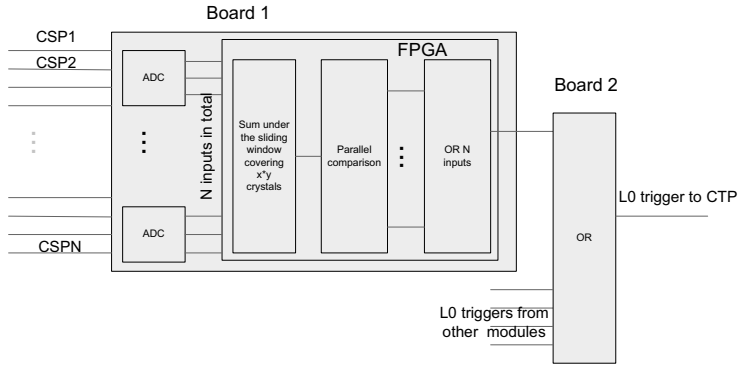 Board 1
CSP1
CSP2
CSPN
ADC
ADC
N inputs in total
FPGA
Sum under
the sliding
window
covering
x*y
crystals
Parallel
comparison
OR N
inputs
Board 2
OR
L0 trigger to CTP
L0 triggers from
other modules